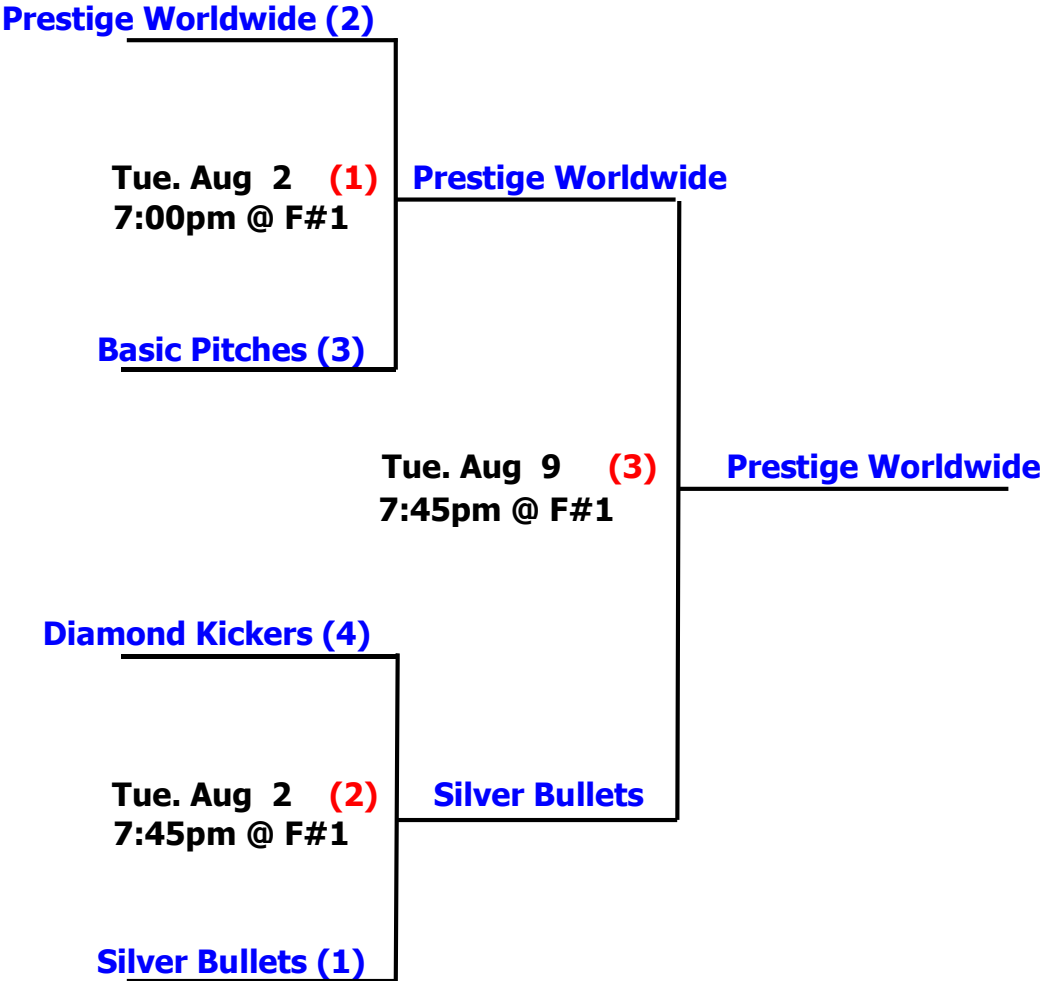 Prestige Worldwide (2)
Tue. Aug 2 (1) Prestige Worldwide
7:00pm @ F#1
Basic Pitches (3)
Tue. Aug 9 (3) Prestige Worldwide
7:45pm @ F#1
Diamond Kickers (4)
Tue. Aug 2 (2) Silver Bullets
7:45pm @ F#1
Silver Bullets (1)